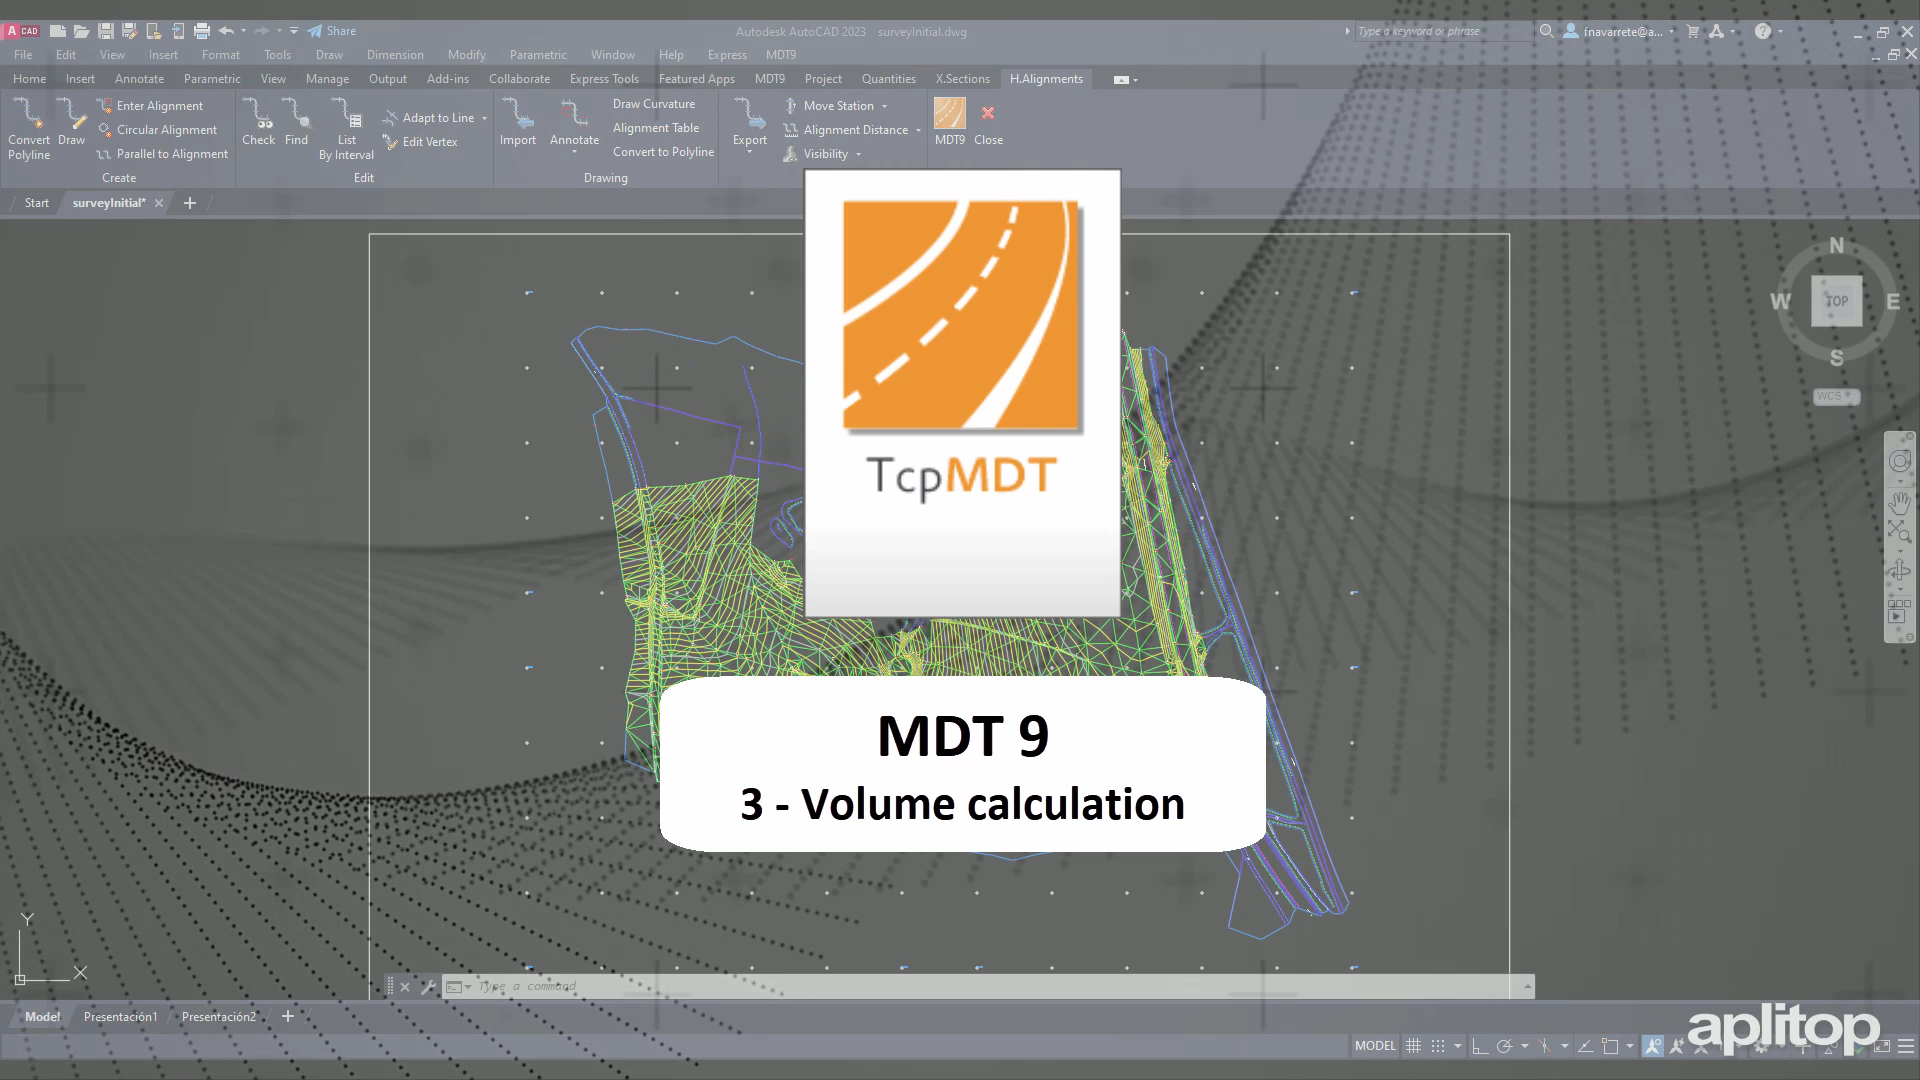 A CAD
Share
Autodesk AutoCAD 2023 surveyInitial.dwg
Type a keyword or phrase
fnavarrete@a...
File Edit View Insert Format Tools Draw Dimension Modify Parametric Window Help Express MDT9
Home Insert Annotate Parametric View Manage Output Add-ins Collaborate Express Tools Featured Apps MDT9 Project Quantities X.Sections H.Alignments
Convert Polyline
Draw
Enter Alignment
Circular Alignment
Parallel to Alignment
Create
Check
Find
List By Interval
Adapt to Line
Edit Vertex
Edit
Import
Annotate
Draw Curvature
Alignment Table
Convert to Polyline
Drawing
Export
Move Station
Alignment Distance
Visibility
MDT9
Close
Start surveyInitial*
N
W TOP E
S
WCS
TcpMDT
MDT 9
3 - Volume calculation
Y
X
Type a command
Model Presentación1 Presentación2
MODEL
aplitop